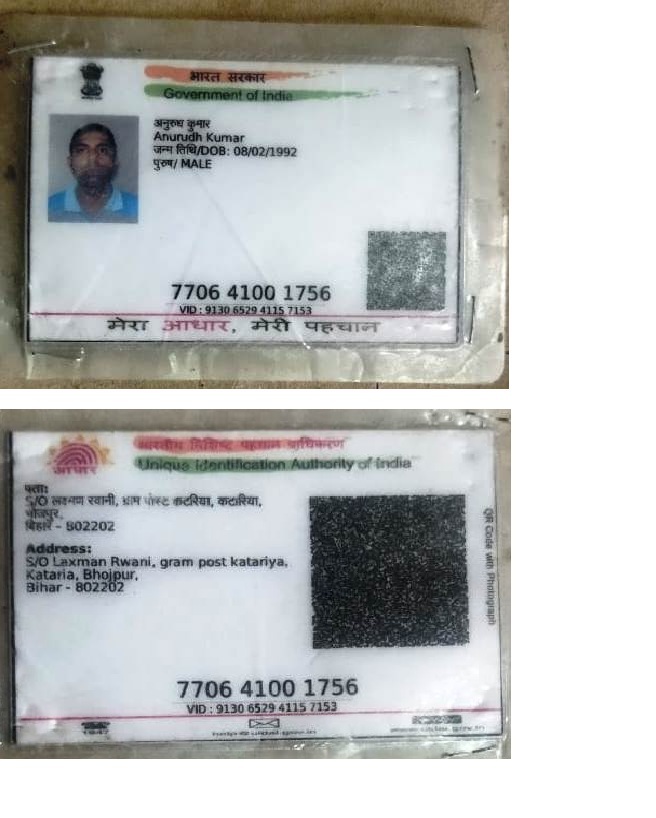 भारत सरकार
Government of India
अनुरुध कुमार
Anurudh Kumar
जन्म तिथि/DOB: 08/02/1992
पुरुष/ MALE
7706 4100 1756
VID : 9130 6529 4115 7153
मेरा आधार, मेरी पहचान
भारतीय विशिष्ट पहचान प्राधिकरण
Unique Identification Authority of India
आधार
पता:
S/O लक्ष्मण रवानी, ग्राम पोस्ट कटरिया, कटारिया,
भोजपुर,
बिहार - 802202
Address:
S/O Laxman Rwani, gram post katariya,
Kataria, Bhojpur,
Bihar - 802202
QR Code with Photograph
7706 4100 1756
VID : 9130 6529 4115 7153
1947